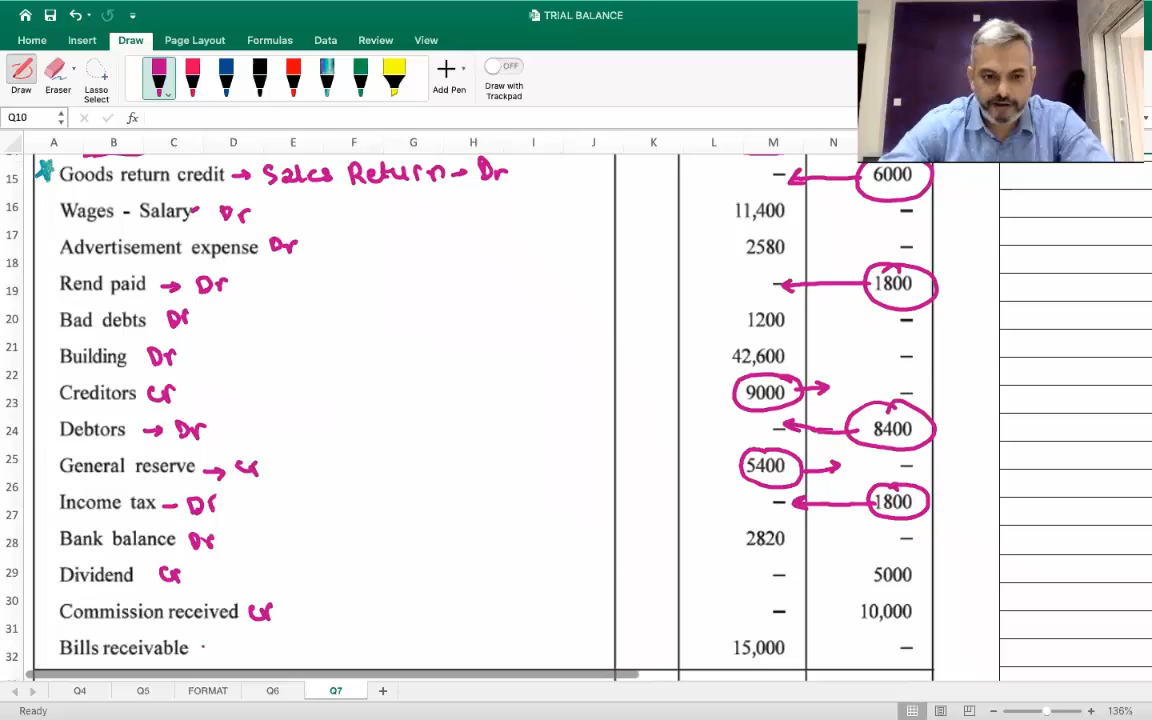 TRIAL BALANCE
Home Insert Draw Page Layout Formulas Data Review View
OFF
Draw Eraser Lasso Select Add Pen Draw with Trackpad
Q10 fx
A B C D E F G H I J K L M N
15 Goods return credit → Sales Return → Dr – 6000
16 Wages - Salary Dr 11,400 –
17 Advertisement expense Dr 2580 –
18
19 Rend paid → Dr – 1800
20 Bad debts Dr 1200 –
21 Building Dr 42,600 –
22
23 Creditors Cr 9000 –
24 Debtors → Dr – 8400
25 General reserve → Cr 5400 –
26
27 Income tax – Dr – 1800
28 Bank balance Dr 2820 –
29 Dividend Cr – 5000
30
31 Commission received Cr – 10,000
32 Bills receivable 15,000 –
Q4 Q5 FORMAT Q6 Q7 +
Ready 136%